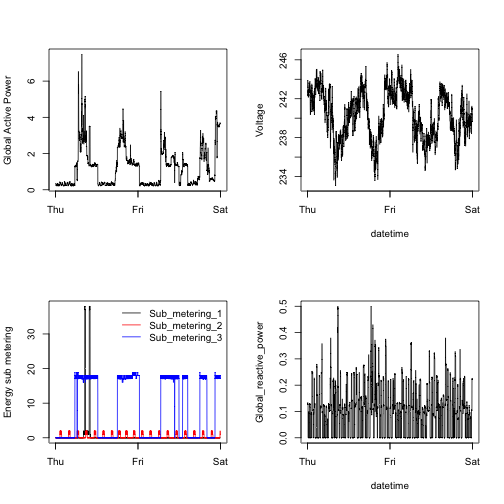 Global Active Power
0 2 4 6
Thu Fri Sat
Voltage
234 238 242 246
Thu Fri Sat
datetime
Energy sub metering
0 10 20 30
Sub_metering_1
Sub_metering_2
Sub_metering_3
Thu Fri Sat
Global_reactive_power
0.0 0.1 0.2 0.3 0.4 0.5
Thu Fri Sat
datetime